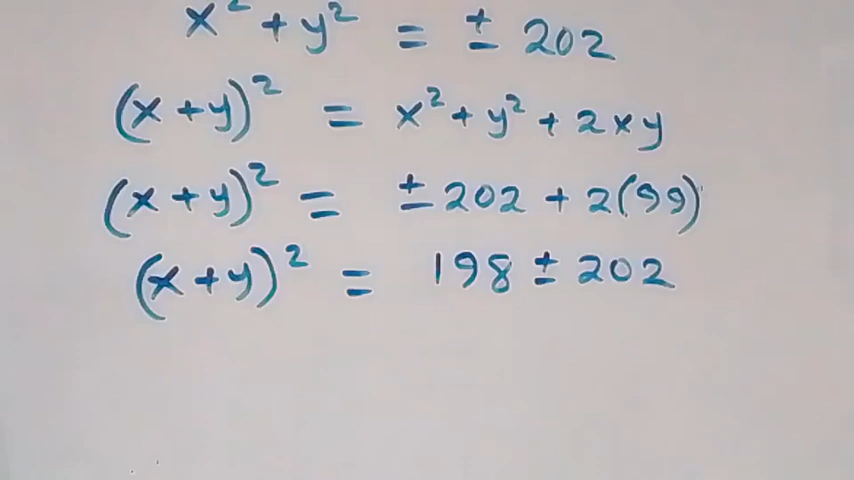 x² + y² = ± 202
(x + y)² = x² + y² + 2xy
(x + y)² = ± 202 + 2(99)
(x + y)² = 198 ± 202